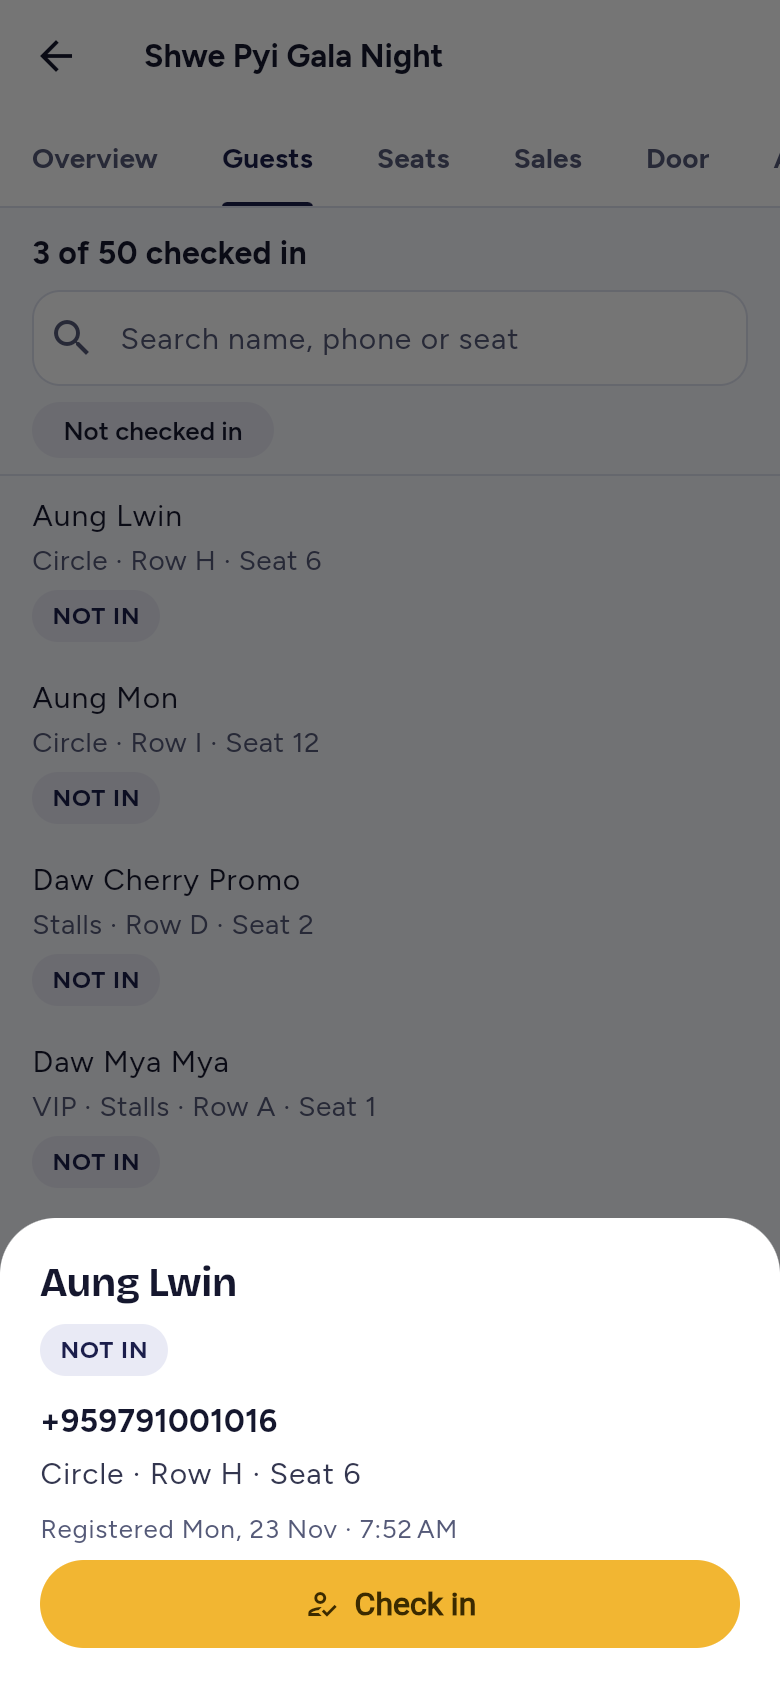 Shwe Pyi Gala Night
Overview Guests Seats Sales Door
3 of 50 checked in
Search name, phone or seat
Not checked in
Aung Lwin
Circle · Row H · Seat 6
NOT IN
Aung Mon
Circle · Row I · Seat 12
NOT IN
Daw Cherry Promo
Stalls · Row D · Seat 2
NOT IN
Daw Mya Mya
VIP · Stalls · Row A · Seat 1
NOT IN
Aung Lwin
NOT IN
+959791001016
Circle · Row H · Seat 6
Registered Mon, 23 Nov · 7:52 AM
Check in